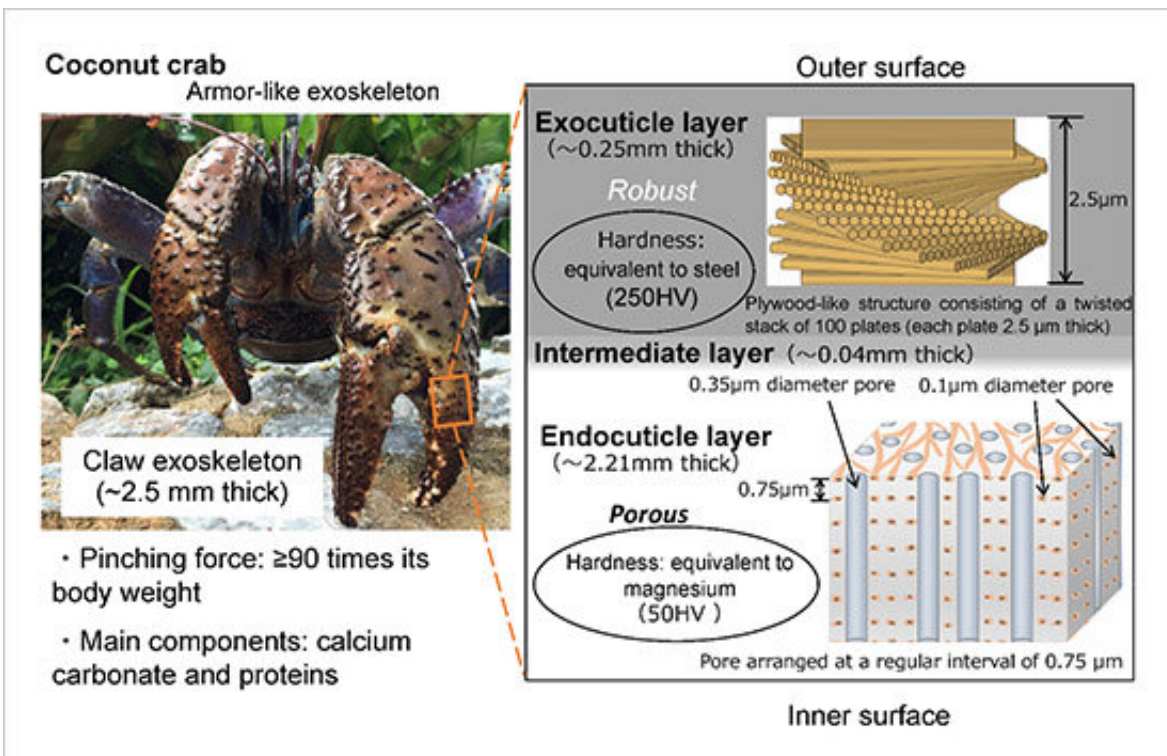 Coconut crab
Armor-like exoskeleton
Claw exoskeleton
(~2.5 mm thick)
・Pinching force: ≥90 times its
body weight
・Main components: calcium
carbonate and proteins
Outer surface
Exocuticle layer
(～0.25mm thick)
Robust
Hardness:
equivalent to steel
(250HV)
2.5μm
Plywood-like structure consisting of a twisted
stack of 100 plates (each plate 2.5 μm thick)
Intermediate layer (～0.04mm thick)
0.35μm diameter pore 0.1μm diameter pore
Endocuticle layer
(～2.21mm thick)
0.75μm
Porous
Hardness: equivalent to
magnesium
(50HV )
Pore arranged at a regular interval of 0.75 μm
Inner surface